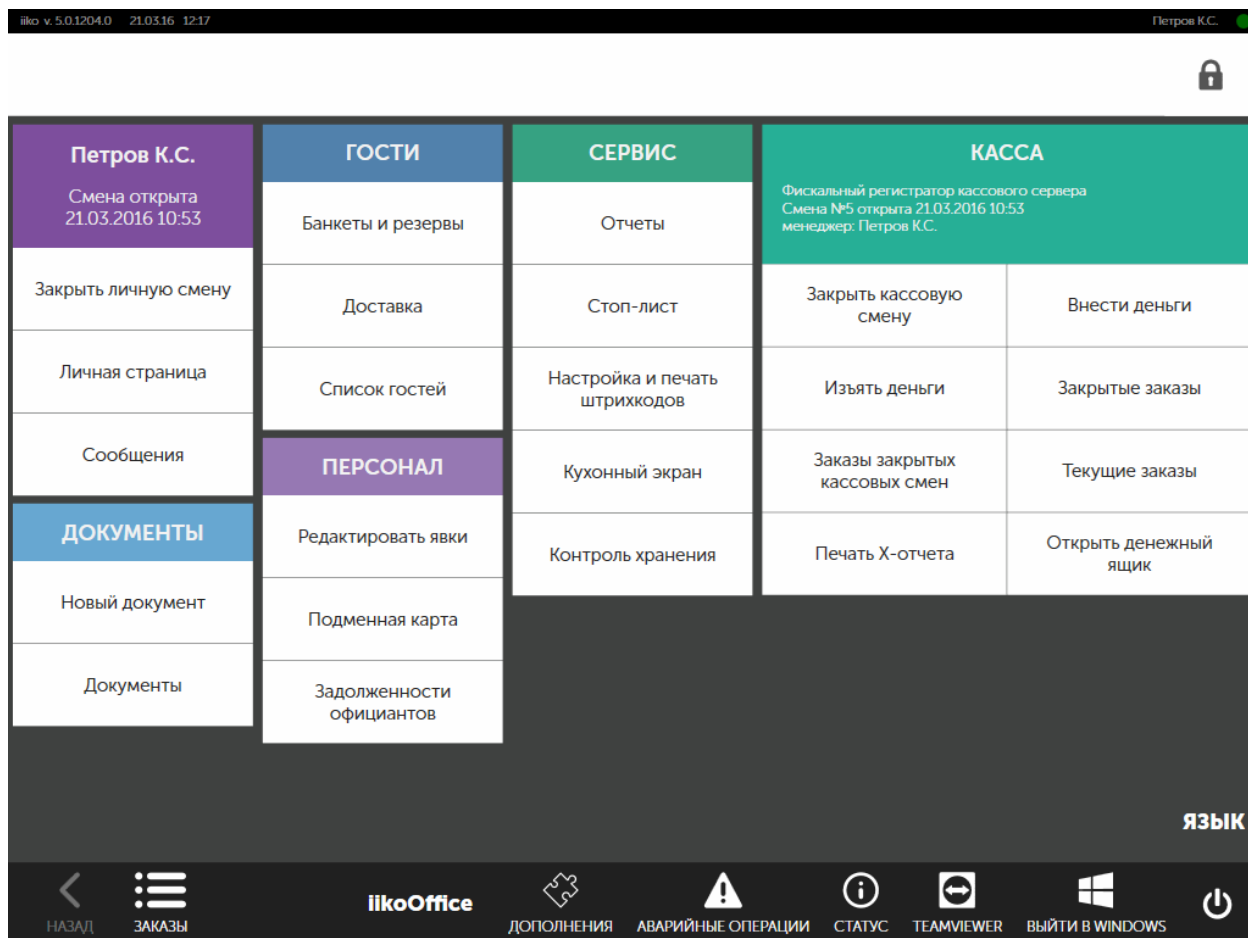 iiko v. 5.0.1204.0 21.03.16 12:17
Петров К.С.
Петров К.С.
Смена открыта
21.03.2016 10:53
Закрыть личную смену
Личная страница
Сообщения
ДОКУМЕНТЫ
Новый документ
Документы
ГОСТИ
Банкеты и резервы
Доставка
Список гостей
ПЕРСОНАЛ
Редактировать явки
Подменная карта
Задолженности
официантов
СЕРВИС
Отчеты
Стоп-лист
Настройка и печать
штрихкодов
Кухонный экран
Контроль хранения
КАССА
Фискальный регистратор кассового сервера
Смена №5 открыта 21.03.2016 10:53
менеджер: Петров К.С.
Закрыть кассовую
смену
Внести деньги
Изъять деньги
Закрытые заказы
Заказы закрытых
кассовых смен
Текущие заказы
Печать X-отчета
Открыть денежный
ящик
ЯЗЫК
НАЗАД
ЗАКАЗЫ
iikoOffice
ДОПОЛНЕНИЯ
АВАРИЙНЫЕ ОПЕРАЦИИ
СТАТУС
TEAMVIEWER
ВЫЙТИ В WINDOWS